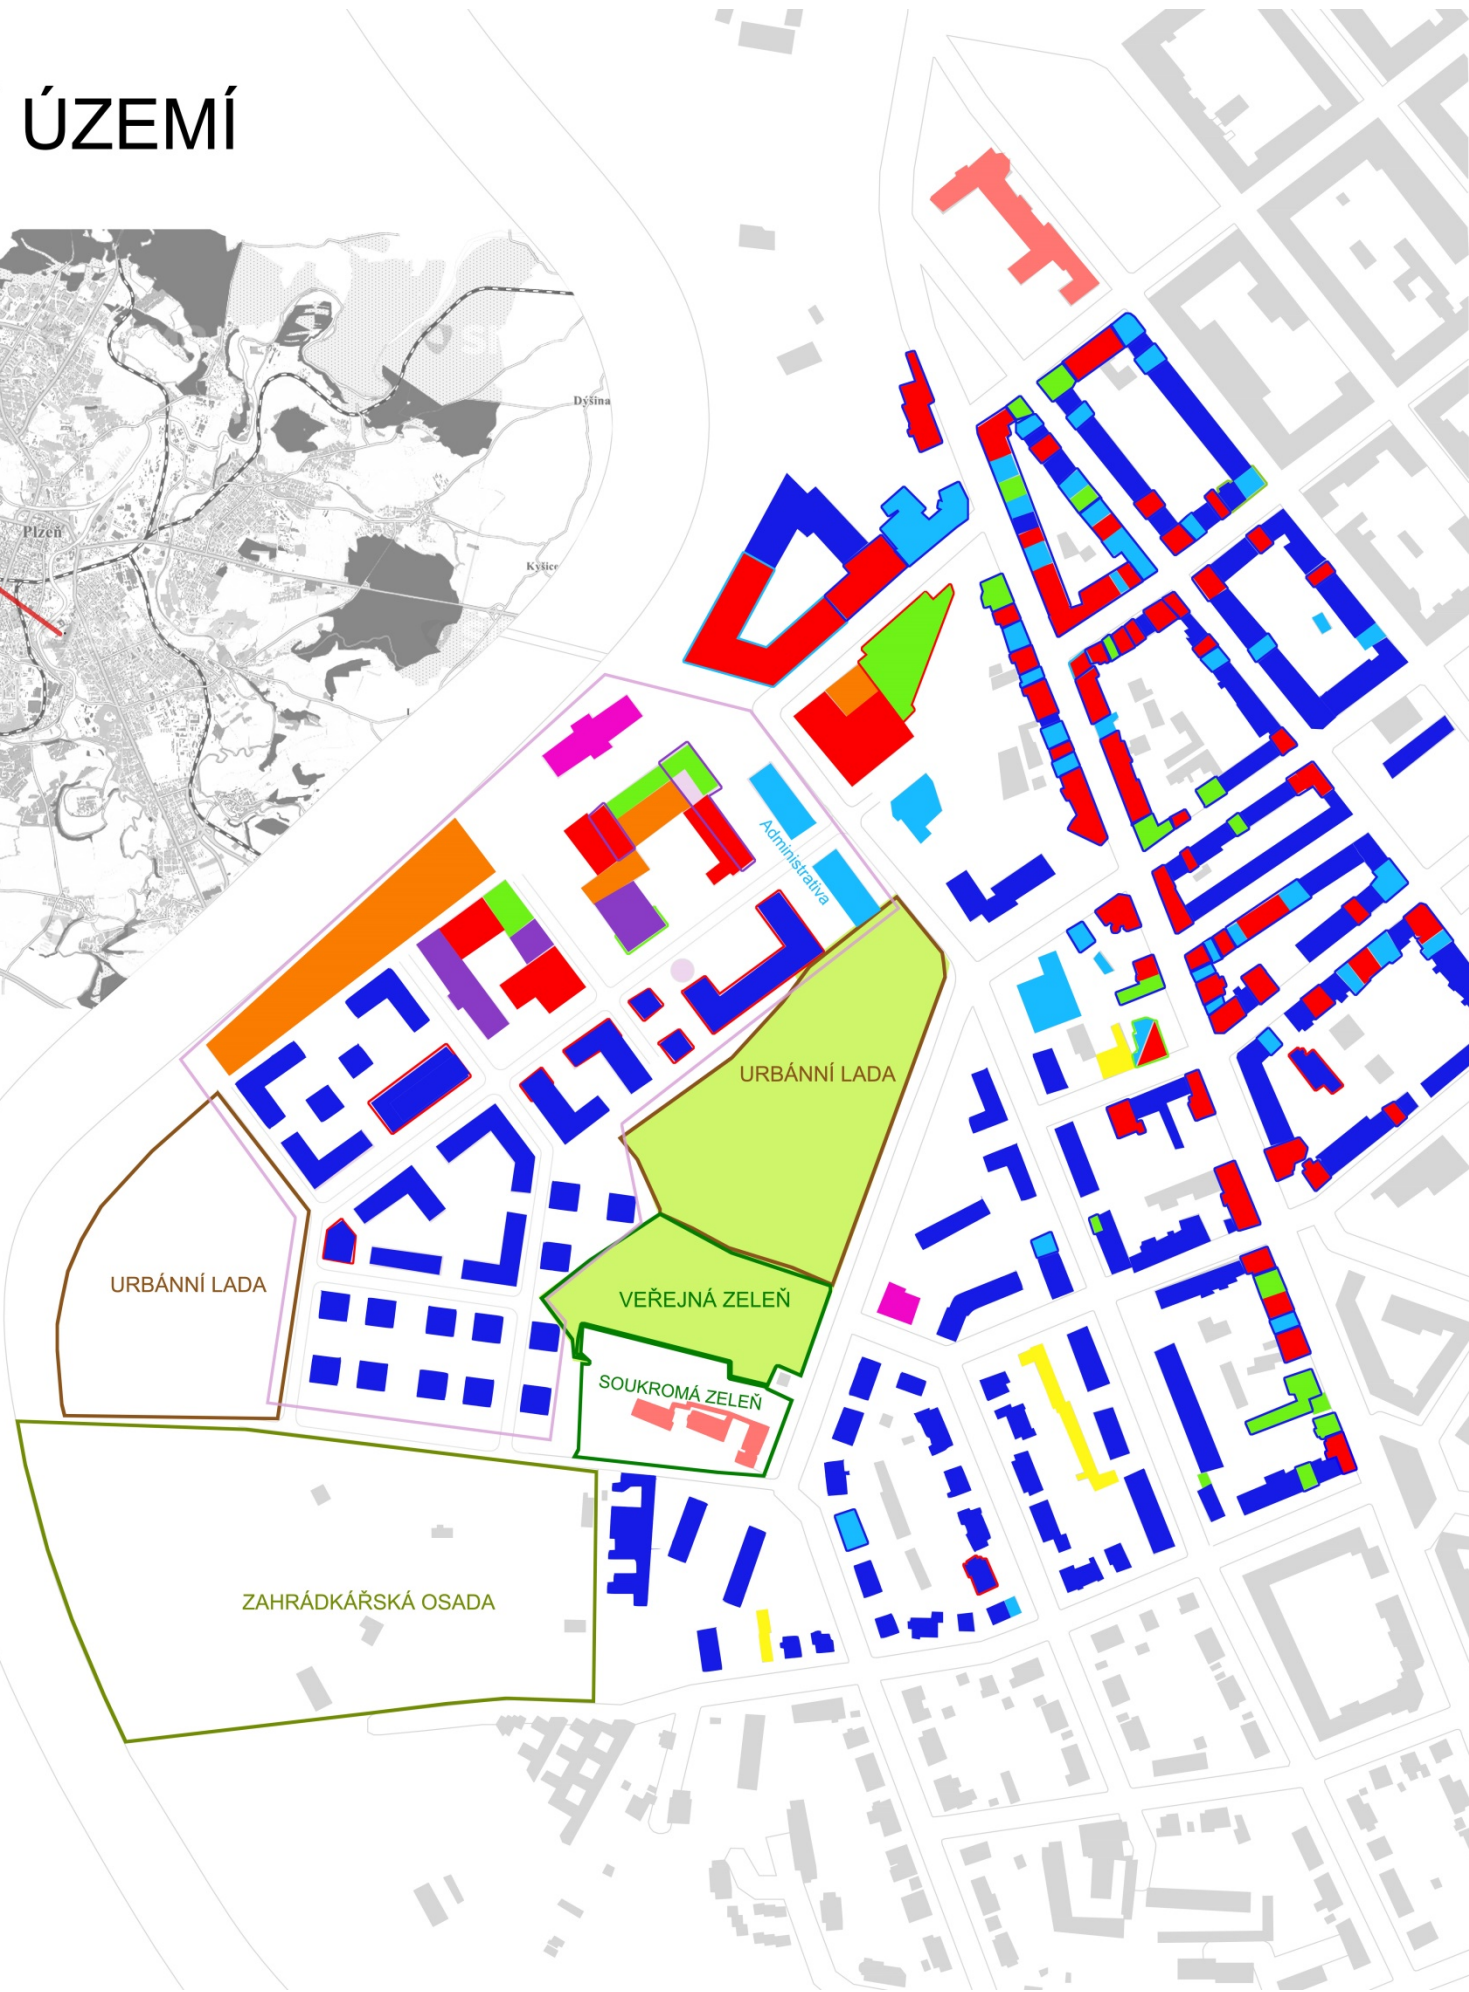 ÚZEMÍ
Dýšina
Plzeň
Kyšice
Administrativa
URBÁNNÍ LADA
URBÁNNÍ LADA
VEŘEJNÁ ZELEŇ
SOUKROMÁ ZELEŇ
ZAHRÁDKÁŘSKÁ OSADA